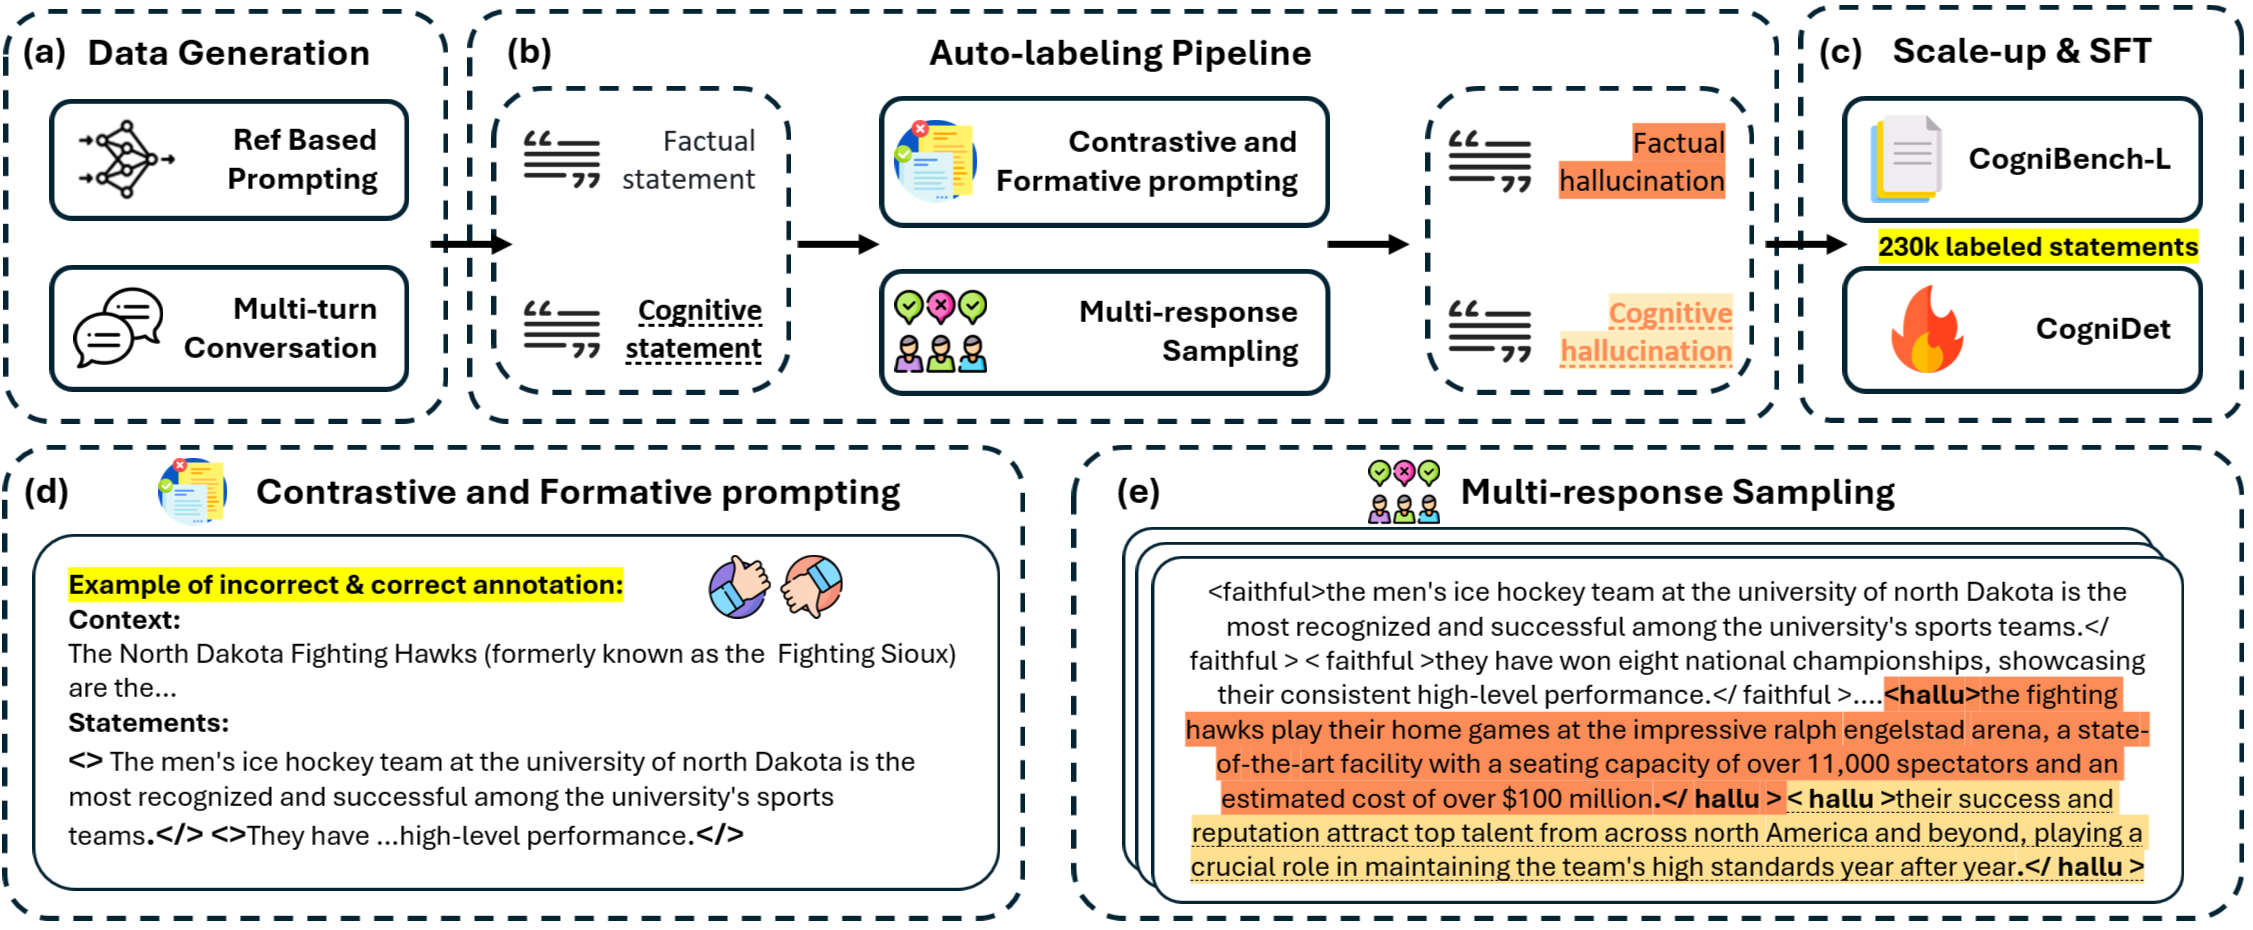 (a) Data Generation
Ref Based
Prompting
Multi-turn
Conversation
(b) Auto-labeling Pipeline
Factual
statement
Cognitive
statement
Contrastive and
Formative prompting
Multi-response
Sampling
Factual
hallucination
Cognitive
hallucination
(c) Scale-up & SFT
CogniBench-L
230k labeled statements
CogniDet
(d) Contrastive and Formative prompting
Example of incorrect & correct annotation:
Context:
The North Dakota Fighting Hawks (formerly known as the Fighting Sioux)
are the...
Statements:
<> The men's ice hockey team at the university of north Dakota is the
most recognized and successful among the university's sports
teams.</> <>They have ...high-level performance.</>
(e) Multi-response Sampling
<faithful>the men's ice hockey team at the university of north Dakota is the
most recognized and successful among the university's sports teams.</
faithful > < faithful >they have won eight national championships, showcasing
their consistent high-level performance.</ faithful >....<hallu>the fighting
hawks play their home games at the impressive ralph engelstad arena, a state-
of-the-art facility with a seating capacity of over 11,000 spectators and an
estimated cost of over $100 million.</ hallu > < hallu >their success and
reputation attract top talent from across north America and beyond, playing a
crucial role in maintaining the team's high standards year after year.</ hallu >